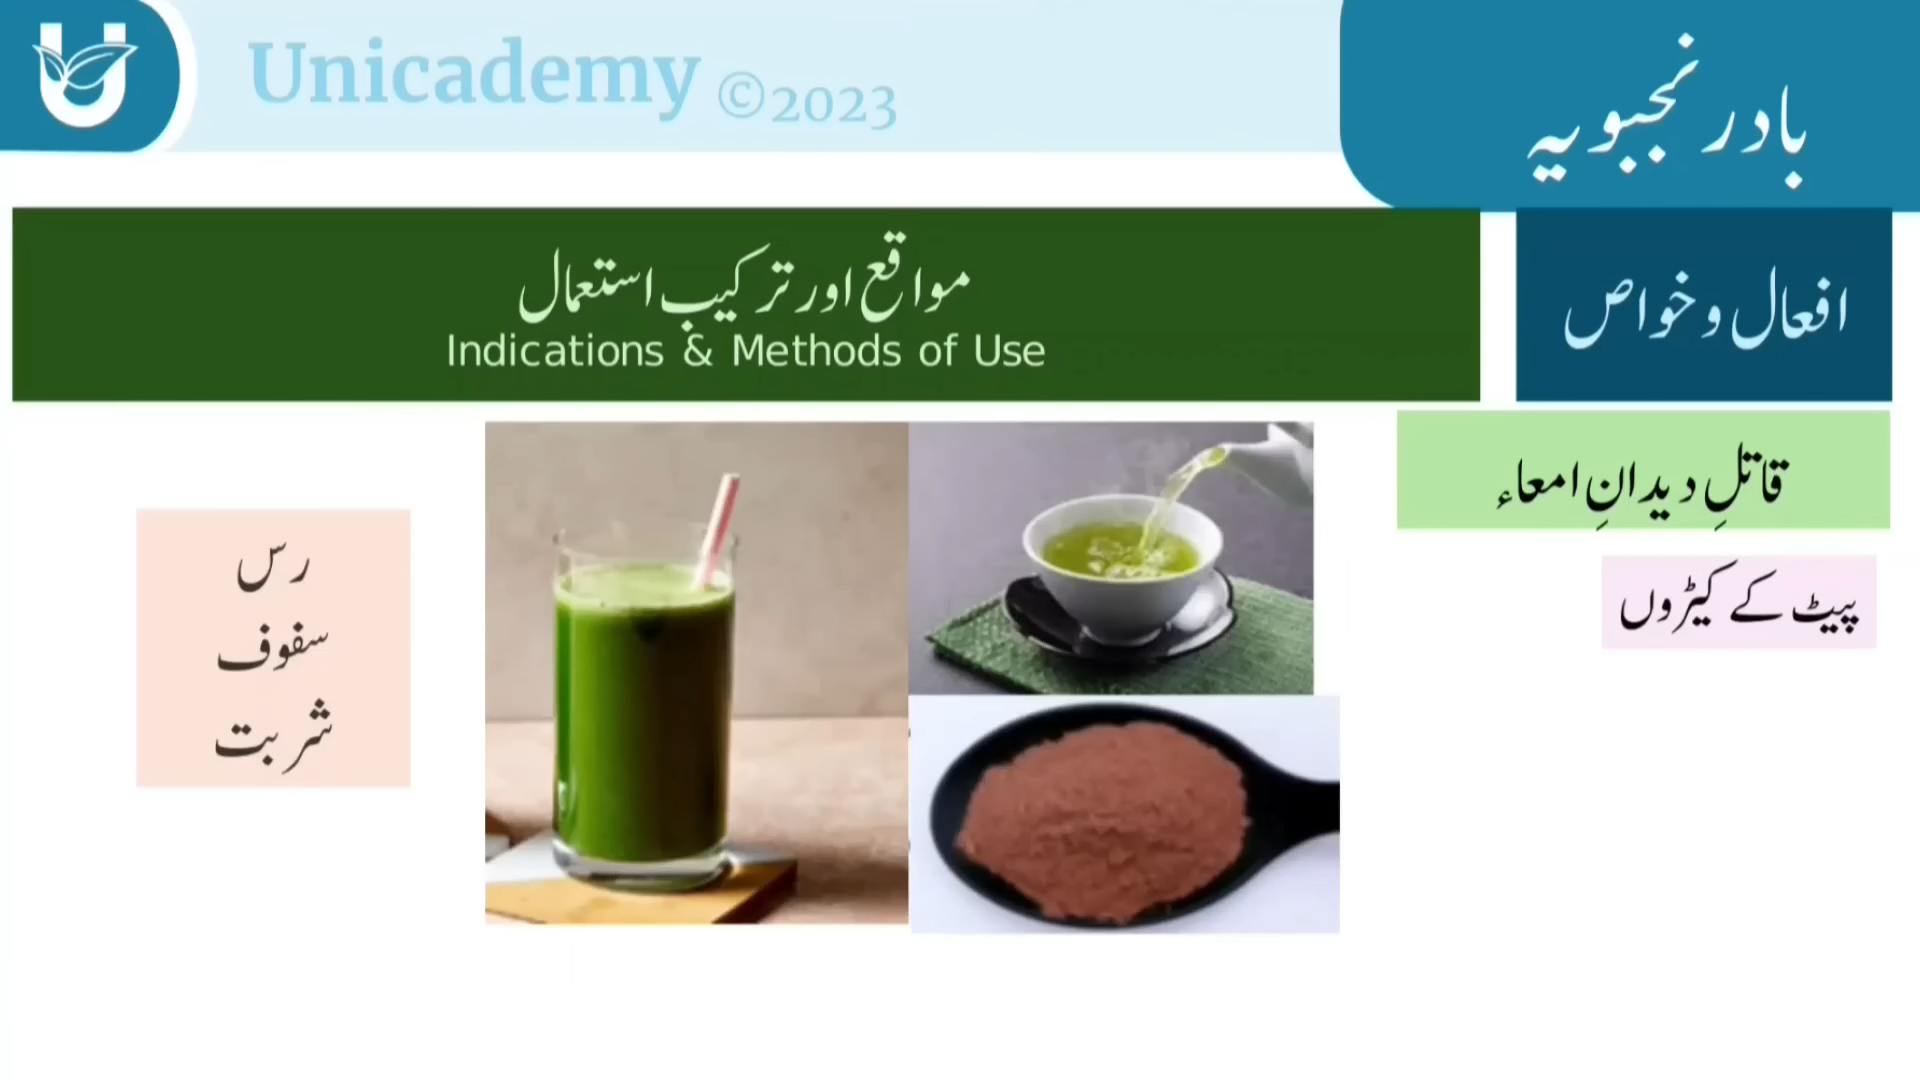 Unicademy ©2023
بادرنجبویہ
افعال و خواص
مواقع اور ترکیب استعمال
Indications & Methods of Use
قاتلِ دیدانِ امعاء
پیٹ کے کیڑوں
رس
سفوف
شربت